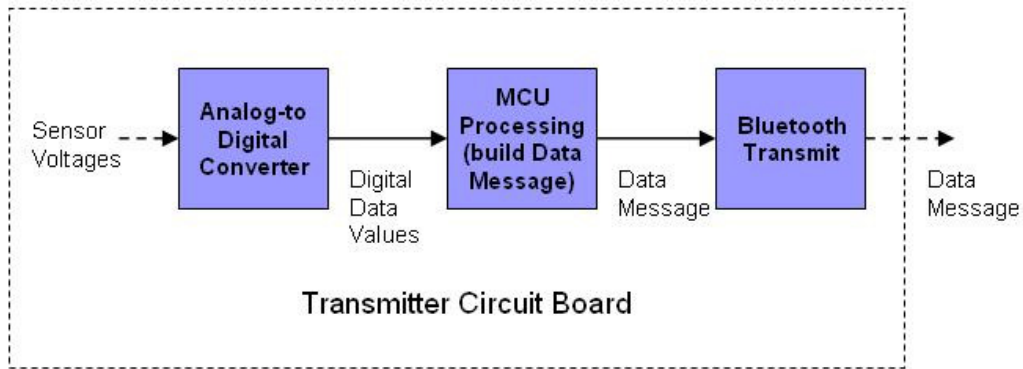 Sensor
Voltages
Analog-to
Digital
Converter
Digital
Data
Values
MCU
Processing
(build Data
Message)
Data
Message
Bluetooth
Transmit
Data
Message
Transmitter Circuit Board